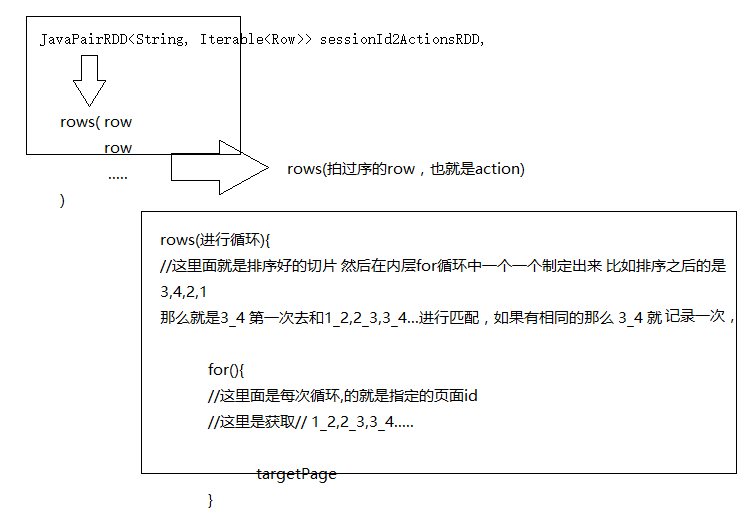 JavaPairRDD<String, Iterable<Row>> sessionId2ActionsRDD,
rows( row
row
.....
)
rows(拍过序的row，也就是action)
rows(进行循环){
//这里面就是排序好的切片 然后在内层for循环中一个一个制定出来 比如排序之后的是
3,4,2,1
那么就是3_4 第一次去和1_2,2_3,3_4...进行匹配，如果有相同的那么 3_4 就 记录一次，
for(){
//这里面是每次循环,的就是指定的页面id
//这里是获取// 1_2,2_3,3_4.....
targetPage
}